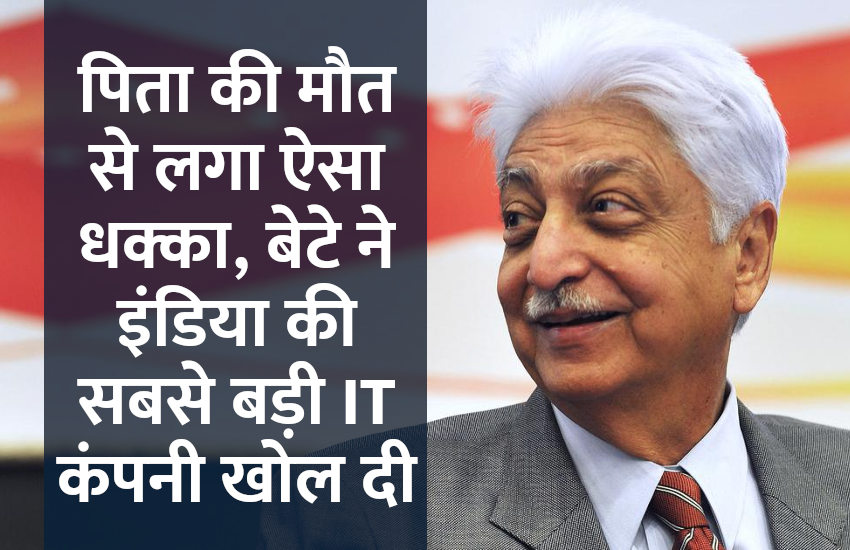 पिता की मौत
से लगा ऐसा
धक्का, बेटे ने
इंडिया की
सबसे बड़ी IT
कंपनी खोल दी